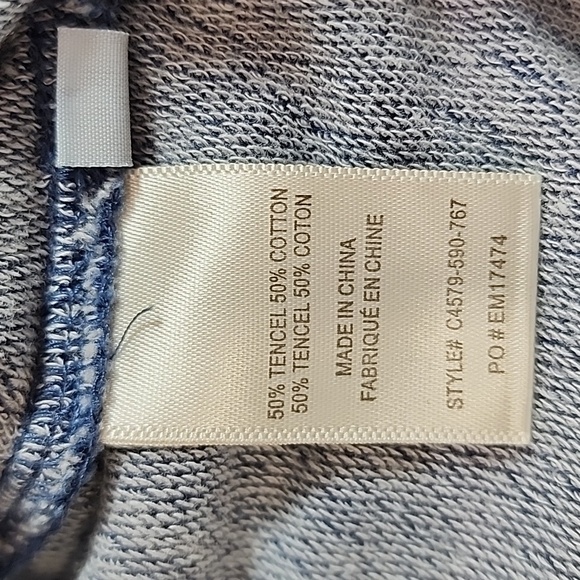 50% TENCEL 50% COTTON
50% TENCEL 50% COTON
MADE IN CHINA
FABRIQUÉ EN CHINE
STYLE# C4579-590-767
PO # EM17474